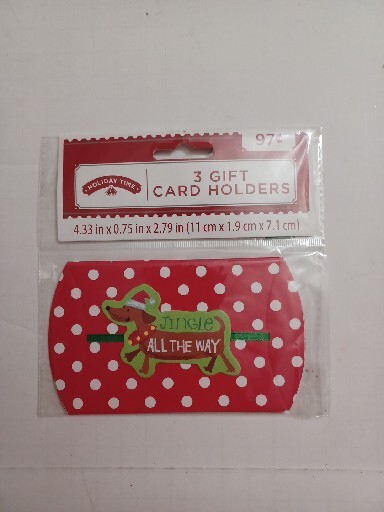 97¢
HOLIDAY TIME
3 GIFT
CARD HOLDERS
4.33 in x 0.75 in x 2.79 in (11 cm x 1.9 cm x 7.1 cm)
JiNGLe
ALL THE WAY